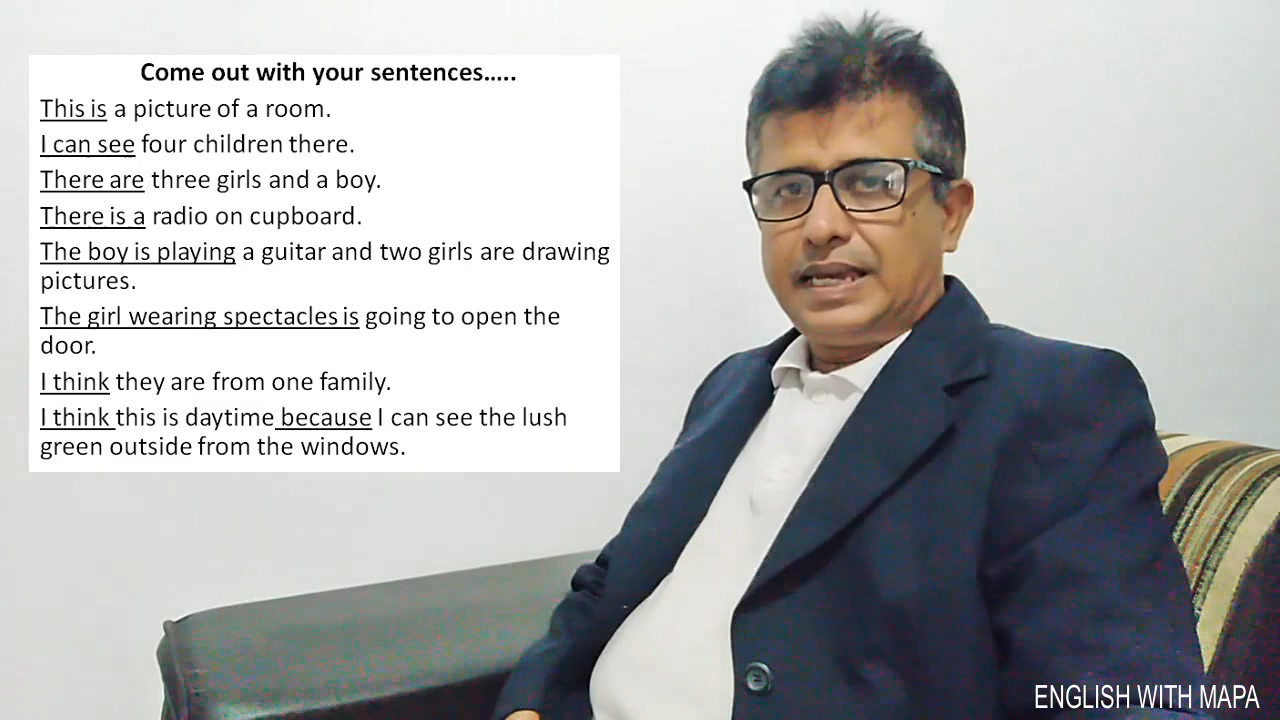 Come out with your sentences…..
This is a picture of a room.
I can see four children there.
There are three girls and a boy.
There is a radio on cupboard.
The boy is playing a guitar and two girls are drawing
pictures.
The girl wearing spectacles is going to open the
door.
I think they are from one family.
I think this is daytime because I can see the lush
green outside from the windows.
ENGLISH WITH MAPA